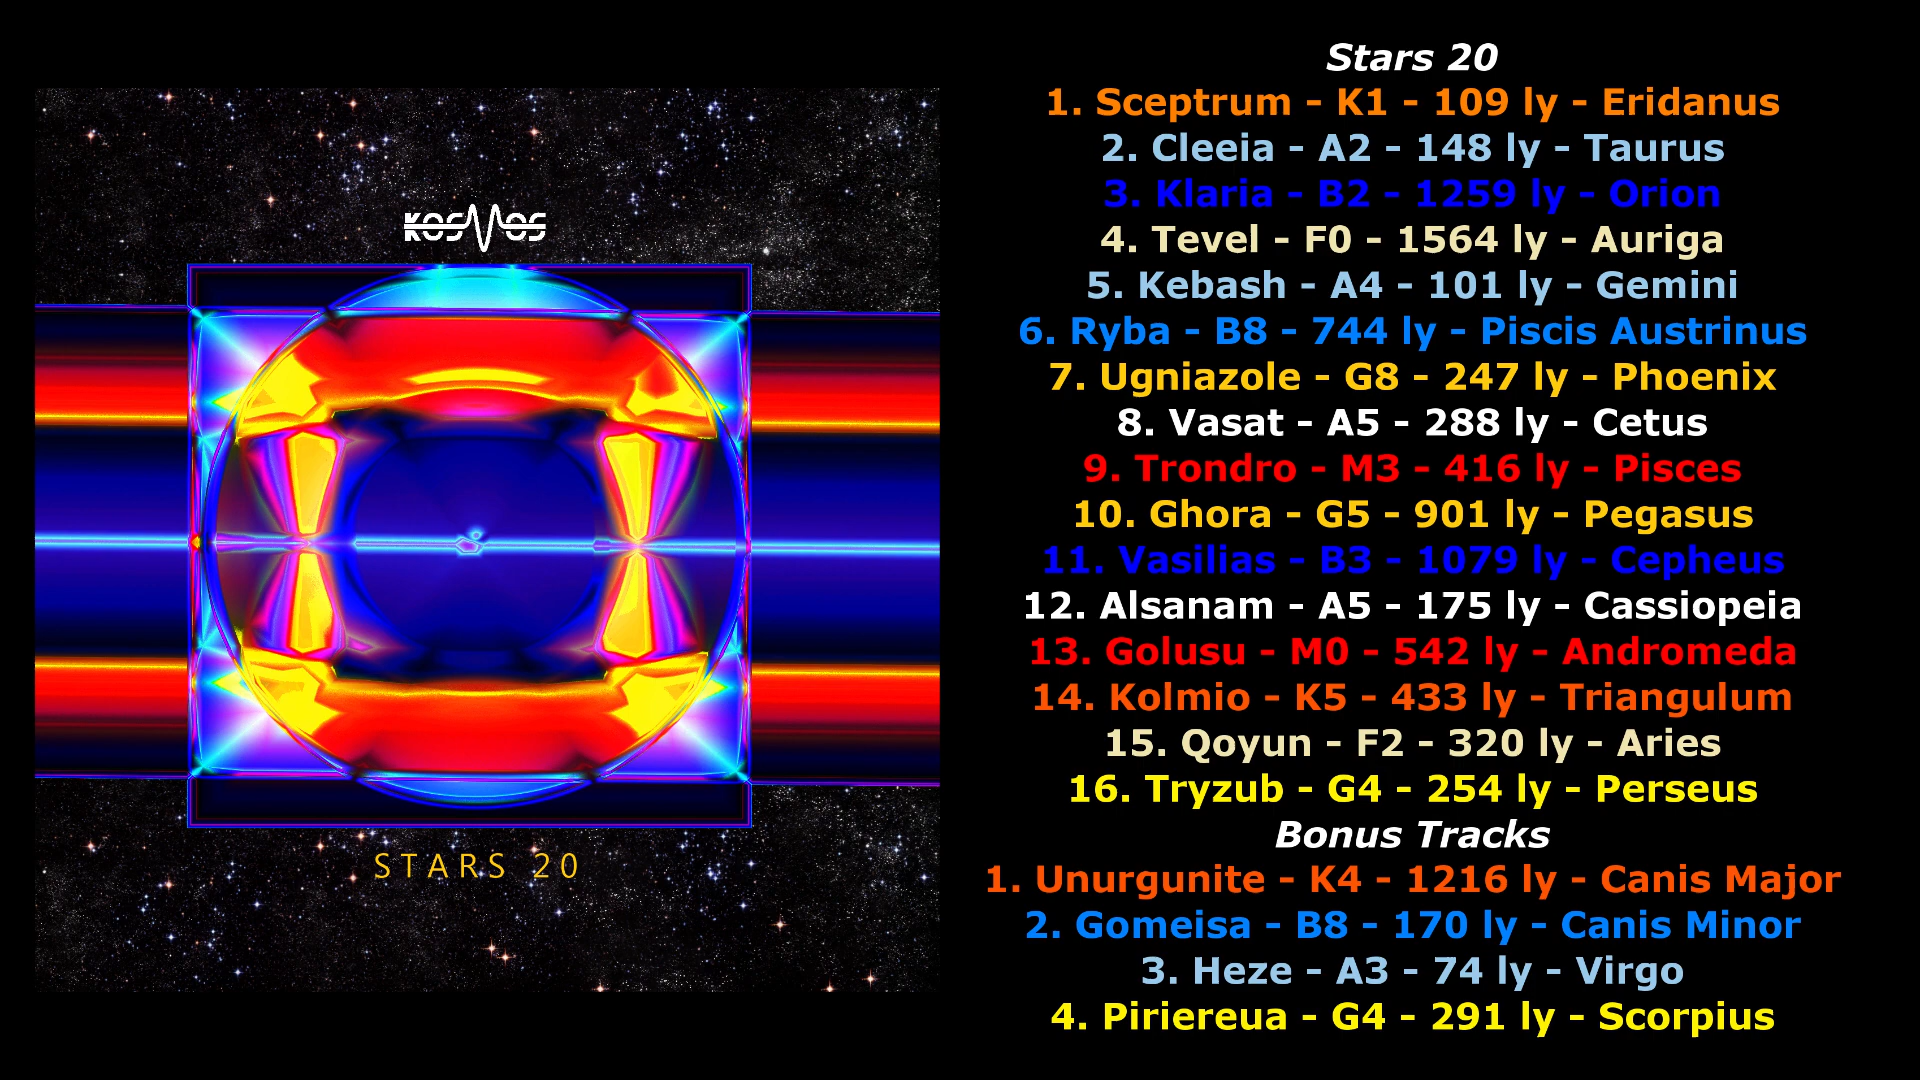 KOSMOS
STARS 20
Stars 20
1. Sceptrum - K1 - 109 ly - Eridanus
2. Cleeia - A2 - 148 ly - Taurus
3. Klaria - B2 - 1259 ly - Orion
4. Tevel - F0 - 1564 ly - Auriga
5. Kebash - A4 - 101 ly - Gemini
6. Ryba - B8 - 744 ly - Piscis Austrinus
7. Ugniazole - G8 - 247 ly - Phoenix
8. Vasat - A5 - 288 ly - Cetus
9. Trondro - M3 - 416 ly - Pisces
10. Ghora - G5 - 901 ly - Pegasus
11. Vasilias - B3 - 1079 ly - Cepheus
12. Alsanam - A5 - 175 ly - Cassiopeia
13. Golusu - M0 - 542 ly - Andromeda
14. Kolmio - K5 - 433 ly - Triangulum
15. Qoyun - F2 - 320 ly - Aries
16. Tryzub - G4 - 254 ly - Perseus
Bonus Tracks
1. Unurgunite - K4 - 1216 ly - Canis Major
2. Gomeisa - B8 - 170 ly - Canis Minor
3. Heze - A3 - 74 ly - Virgo
4. Piriereua - G4 - 291 ly - Scorpius